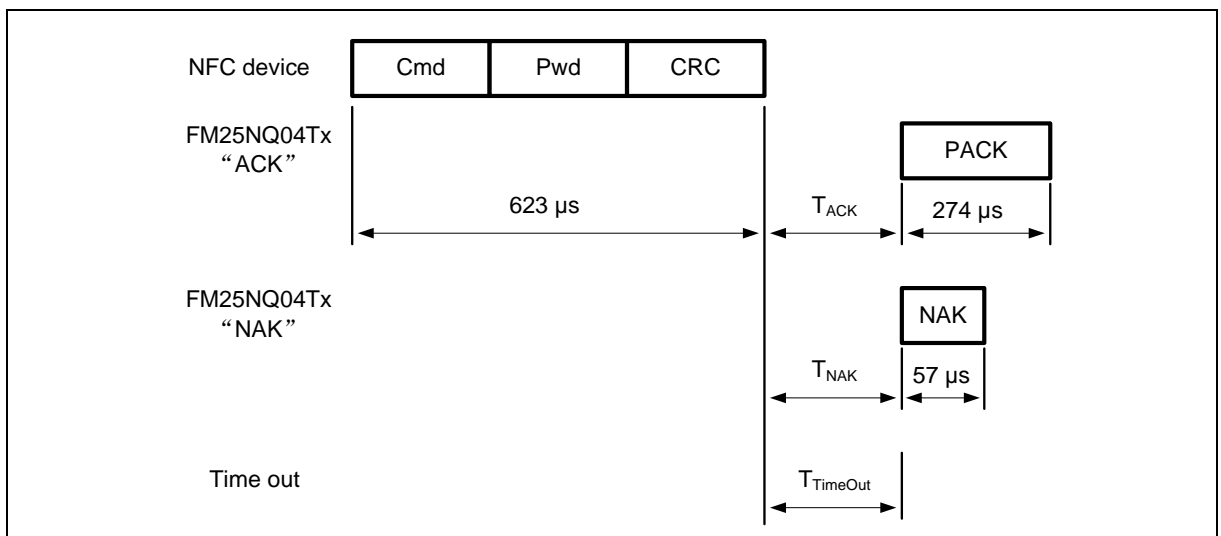 NFC device Cmd Pwd CRC
FM25NQ04Tx
“ACK”
PACK
623 µs TACK 274 µs
FM25NQ04Tx
“NAK”
NAK
TNAK 57 µs
Time out TTimeOut